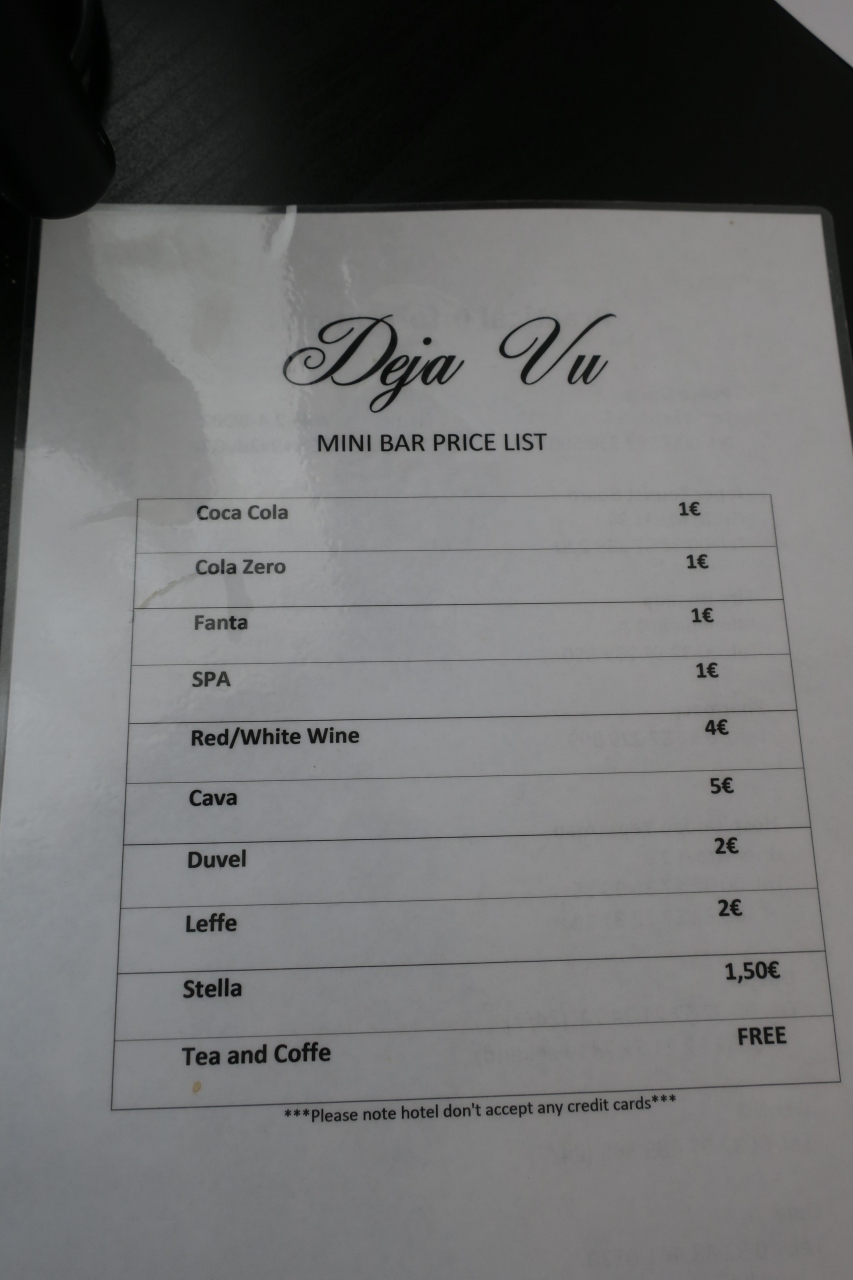 Deja Vu
MINI BAR PRICE LIST
Coca Cola 1€
Cola Zero 1€
Fanta 1€
SPA 1€
Red/White Wine 4€
Cava 5€
Duvel 2€
Leffe 2€
Stella 1,50€
Tea and Coffe FREE
***Please note hotel don't accept any credit cards***